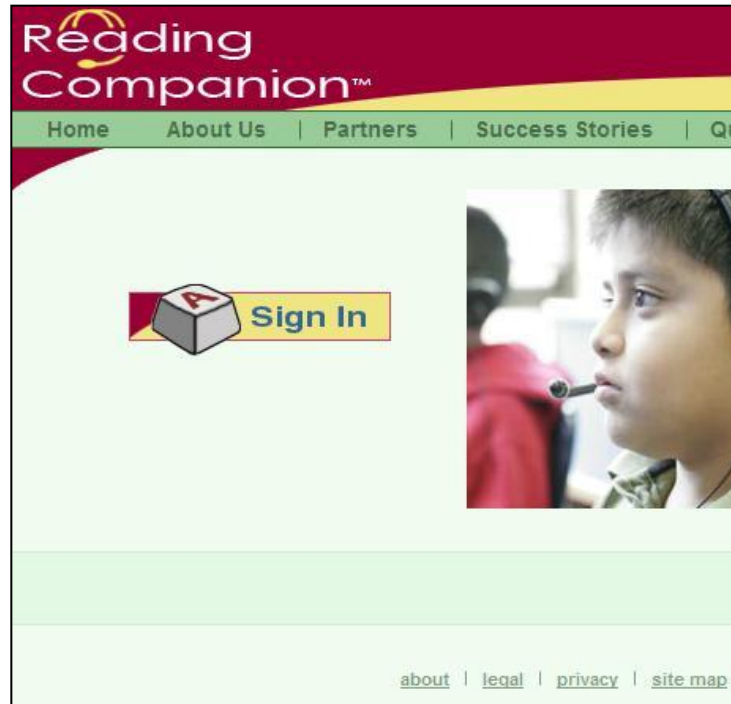 Reading
Companion™
Home About Us | Partners | Success Stories |
A
Sign In
about | legal | privacy | site map